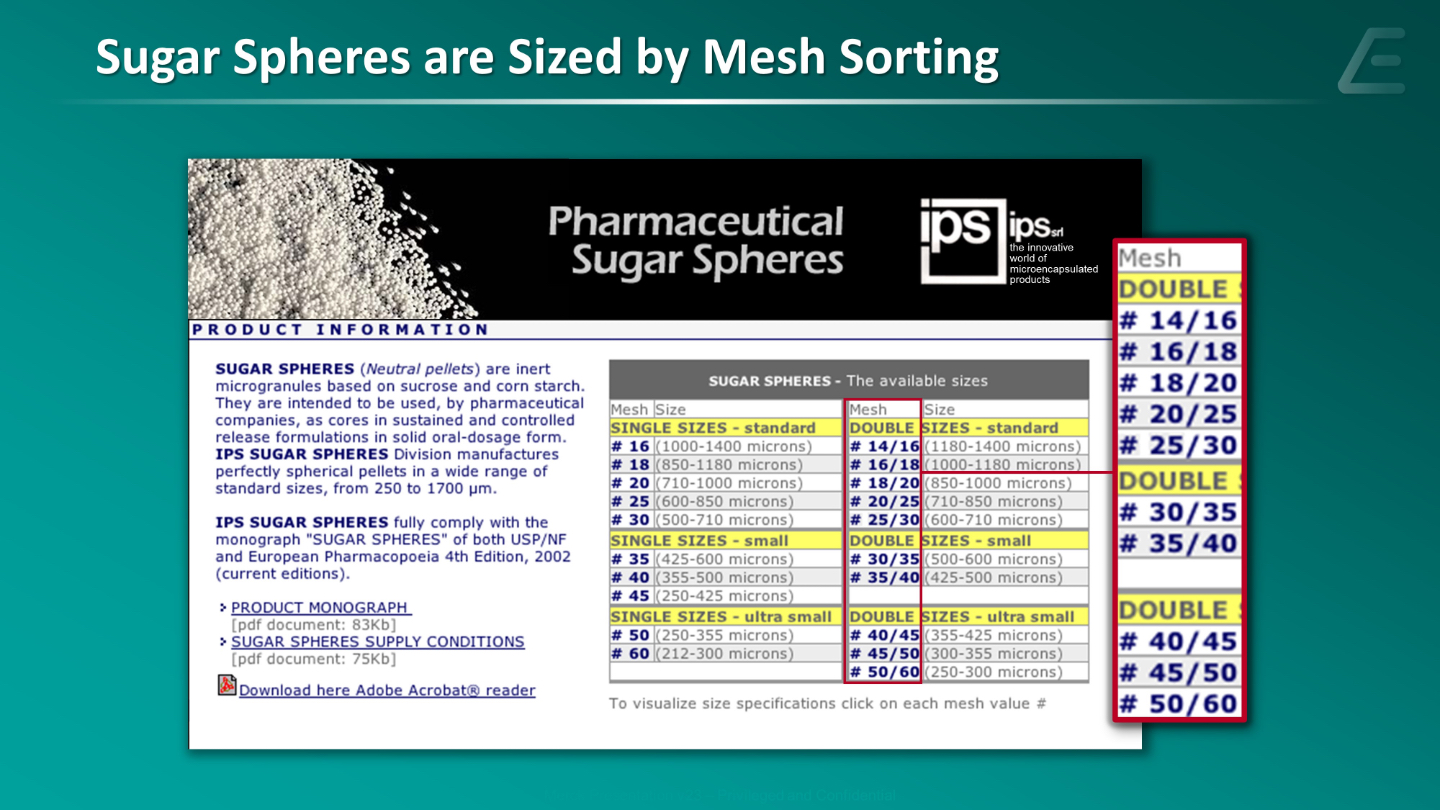 Sugar Spheres are Sized by Mesh Sorting
Pharmaceutical
Sugar Spheres
ips
ips srl
the innovative
world of
microencapsulated
products
PRODUCT INFORMATION
SUGAR SPHERES (Neutral pellets) are inert
microgranules based on sucrose and corn starch.
They are intended to be used, by pharmaceutical
companies, as cores in sustained and controlled
release formulations in solid oral-dosage form.
IPS SUGAR SPHERES Division manufactures
perfectly spherical pellets in a wide range of
standard sizes, from 250 to 1700 µm.
IPS SUGAR SPHERES fully comply with the
monograph "SUGAR SPHERES" of both USP/NF
and European Pharmacopoeia 4th Edition, 2002
(current editions).
PRODUCT MONOGRAPH
[pdf document: 83Kb]
SUGAR SPHERES SUPPLY CONDITIONS
[pdf document: 75Kb]
Download here Adobe Acrobat® reader
SUGAR SPHERES - The available sizes
Mesh Size Mesh Size
SINGLE SIZES - standard DOUBLE SIZES - standard
# 16 (1000-1400 microns) # 14/16 (1180-1400 microns)
# 18 (850-1180 microns) # 16/18 (1000-1180 microns)
# 20 (710-1000 microns) # 18/20 (850-1000 microns)
# 25 (600-850 microns) # 20/25 (710-850 microns)
# 30 (500-710 microns) # 25/30 (600-710 microns)
SINGLE SIZES - small DOUBLE SIZES - small
# 35 (425-600 microns) # 30/35 (500-600 microns)
# 40 (355-500 microns) # 35/40 (425-500 microns)
# 45 (250-425 microns)
SINGLE SIZES - ultra small DOUBLE SIZES - ultra small
# 50 (250-355 microns) # 40/45 (355-425 microns)
# 60 (212-300 microns) # 45/50 (300-355 microns)
# 50/60 (250-300 microns)
To visualize size specifications click on each mesh value #
Mesh
DOUBLE
# 14/16
# 16/18
# 18/20
# 20/25
# 25/30
DOUBLE
# 30/35
# 35/40
DOUBLE
# 40/45
# 45/50
# 50/60